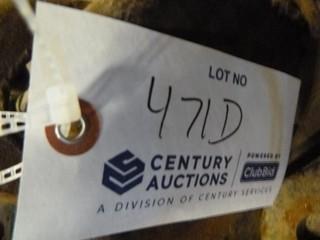 LOT NO
471D
CENTURY
AUCTIONS
POWERED BY
ClubBid
A DIVISION OF CENTURY SERVICES